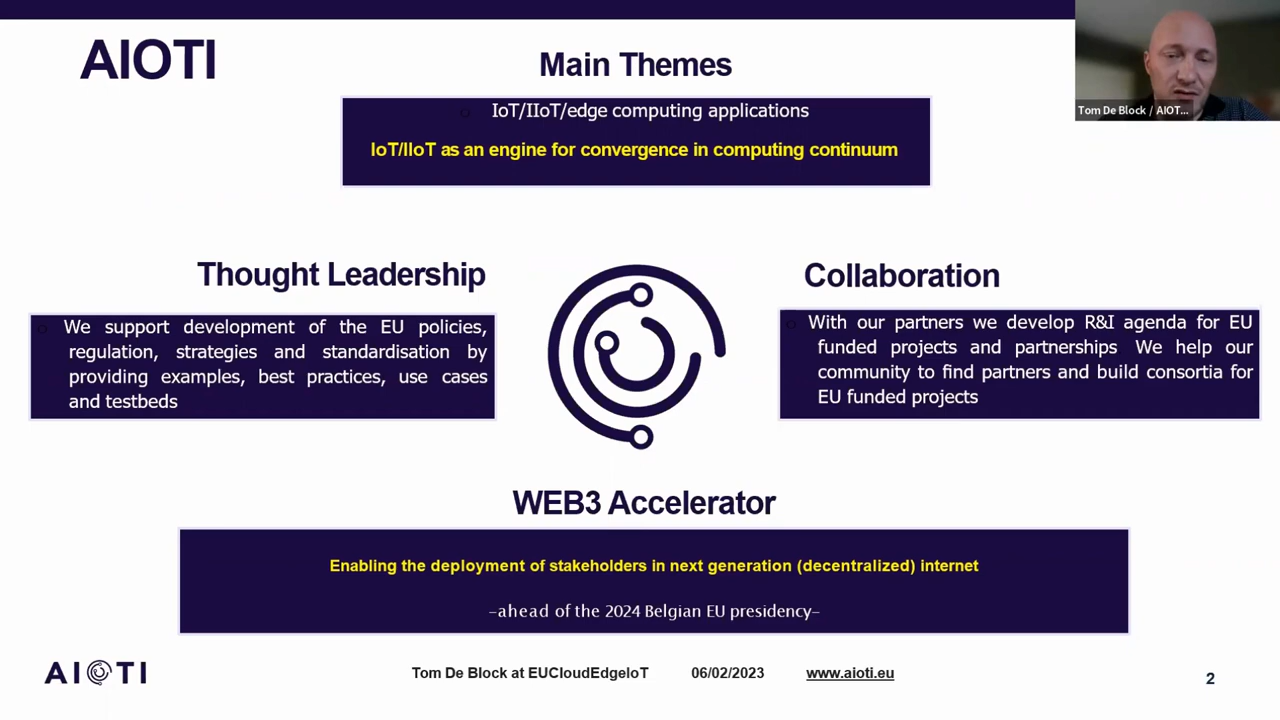 AIOTI
Main Themes
Tom De Block / AIOT...
IoT/IIoT/edge computing applications
IoT/IIoT as an engine for convergence in computing continuum
Thought Leadership
We support development of the EU policies,
regulation, strategies and standardisation by
providing examples, best practices, use cases
and testbeds
Collaboration
With our partners we develop R&I agenda for EU
funded projects and partnerships We help our
community to find partners and build consortia for
EU funded projects
WEB3 Accelerator
Enabling the deployment of stakeholders in next generation (decentralized) internet
–ahead of the 2024 Belgian EU presidency–
AIOTI
Tom De Block at EUCloudEdgeIoT 06/02/2023 www.aioti.eu
2